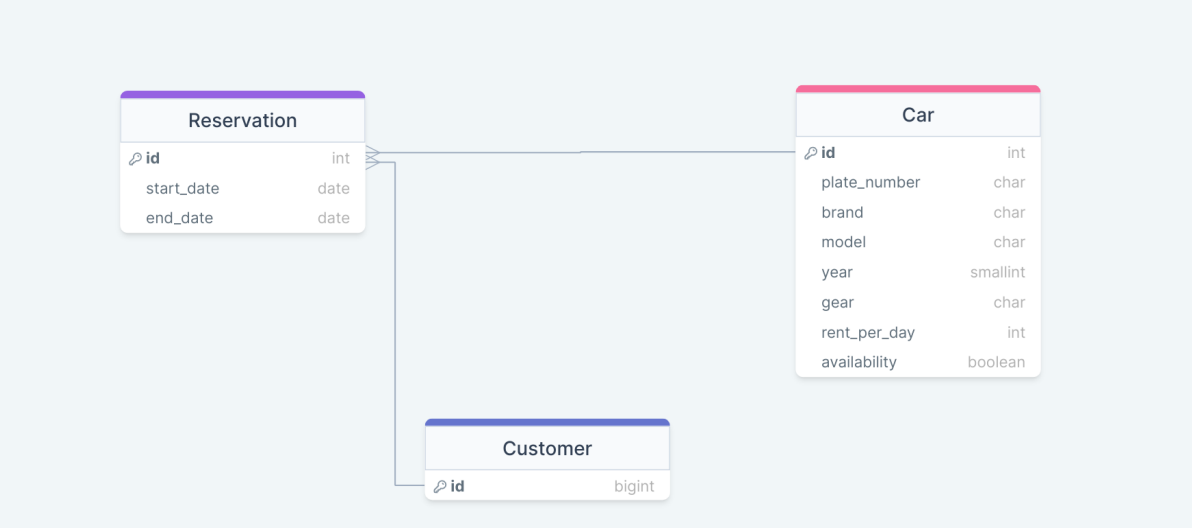 Reservation
id int
start_date date
end_date date
Car
id int
plate_number char
brand char
model char
year smallint
gear char
rent_per_day int
availability boolean
Customer
id bigint